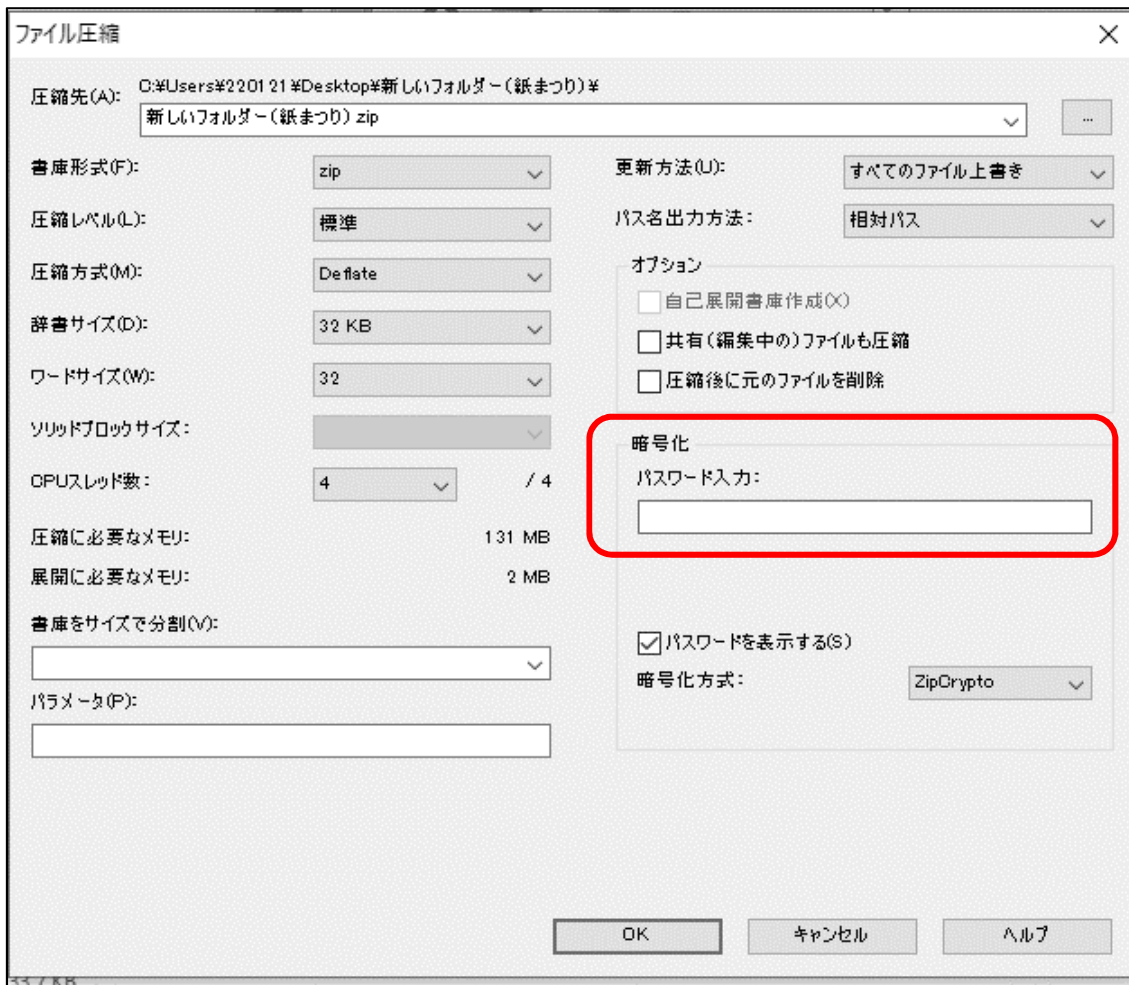 ファイル圧縮
圧縮先(A):
C:¥Users¥220121¥Desktop¥新しいフォルダー(紙まつり)¥
新しいフォルダー(紙まつり).zip
...
書庫形式(F): zip
更新方法(U): すべてのファイル上書き
圧縮レベル(L): 標準
パス名出力方法: 相対パス
圧縮方式(M): Deflate
オプション
自己展開書庫作成(X)
辞書サイズ(D): 32 KB
共有(編集中の)ファイルも圧縮
ワードサイズ(W): 32
圧縮後に元のファイルを削除
ソリッドブロックサイズ:
暗号化
CPUスレッド数: 4 / 4
パスワード入力:
圧縮に必要なメモリ: 131 MB
展開に必要なメモリ: 2 MB
書庫をサイズで分割(V):
パスワードを表示する(S)
暗号化方式: ZipCrypto
パラメータ(P):
OK
キャンセル
ヘルプ
33.7 KB